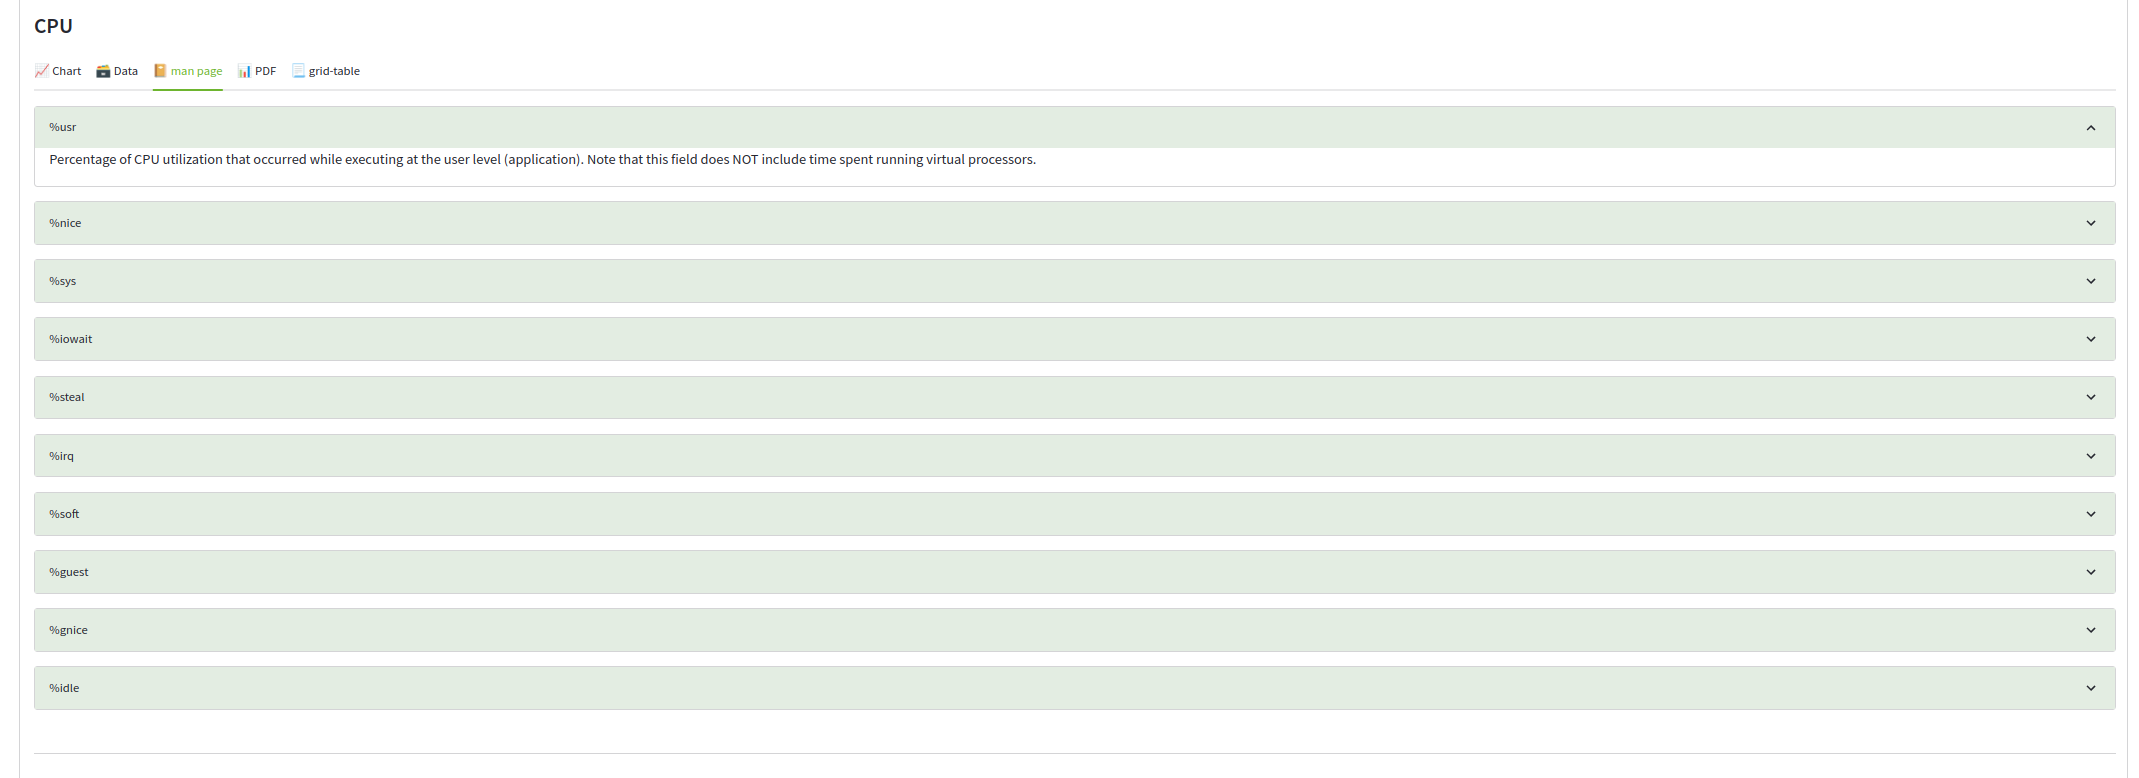 CPU
Chart Data man page PDF grid-table
%usr
Percentage of CPU utilization that occurred while executing at the user level (application). Note that this field does NOT include time spent running virtual processors.
%nice
%sys
%iowait
%steal
%irq
%soft
%guest
%gnice
%idle